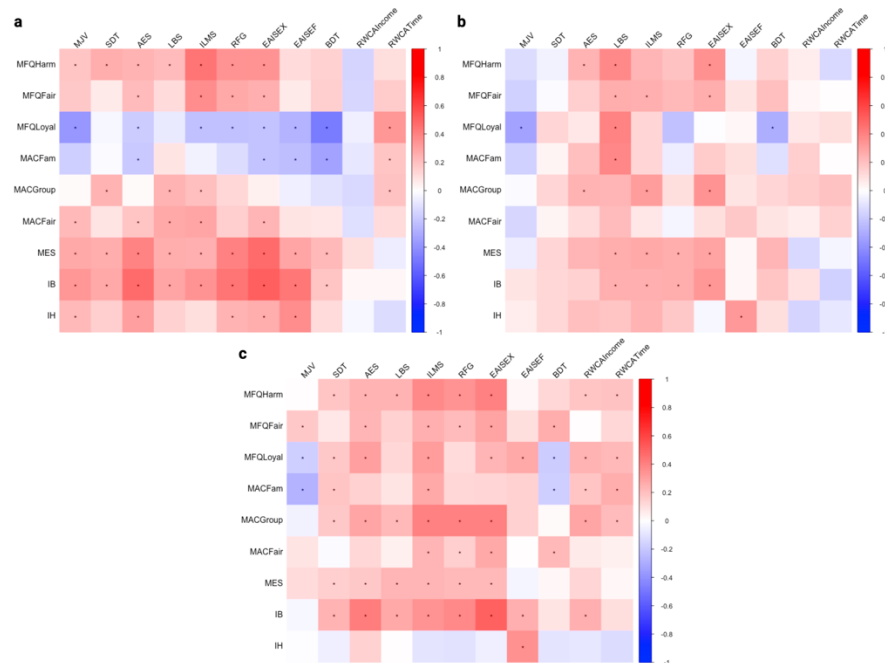 a
MJV SDT AES LBS ILMS RFG EAISEX EAISEF BDT RWCAIncome RWCATime
MFQHarm
MFQFair
MFQLoyal
MACFam
MACGroup
MACFair
MES
IB
IH
1
0.8
0.6
0.4
0.2
0
-0.2
-0.4
-0.6
-0.8
-1
b
MJV SDT AES LBS ILMS RFG EAISEX EAISEF BDT RWCAIncome RWCATime
MFQHarm
MFQFair
MFQLoyal
MACFam
MACGroup
MACFair
MES
IB
IH
c
MJV SDT AES LBS ILMS RFG EAISEX EAISEF BDT RWCAIncome RWCATime
MFQHarm
MFQFair
MFQLoyal
MACFam
MACGroup
MACFair
MES
IB
IH
1
0.8
0.6
0.4
0.2
0
-0.2
-0.4
-0.6
-0.8